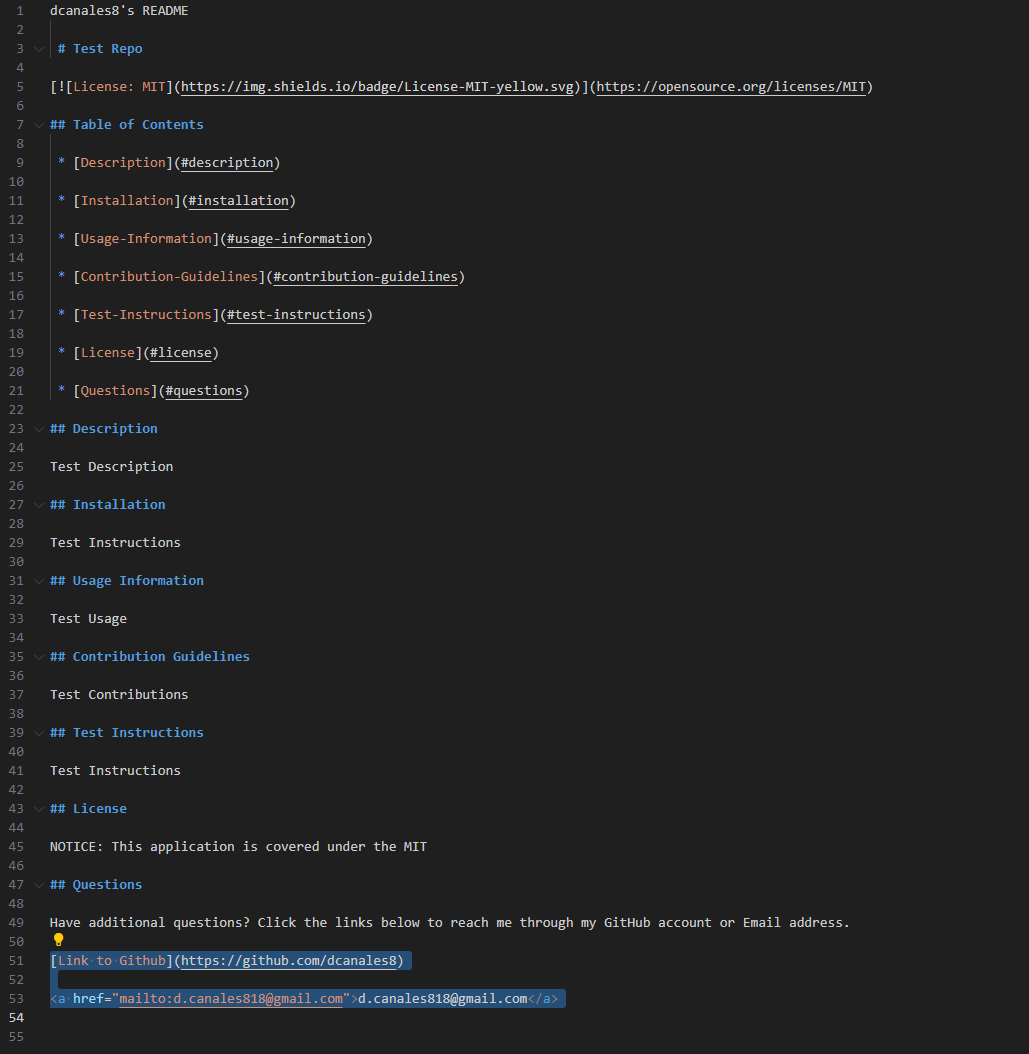 1 dcanales8's README
2
3 # Test Repo
4
5 [![License: MIT](https://img.shields.io/badge/License-MIT-yellow.svg)](https://opensource.org/licenses/MIT)
6
7 ## Table of Contents
8
9 * [Description](#description)
10
11 * [Installation](#installation)
12
13 * [Usage-Information](#usage-information)
14
15 * [Contribution-Guidelines](#contribution-guidelines)
16
17 * [Test-Instructions](#test-instructions)
18
19 * [License](#license)
20
21 * [Questions](#questions)
22
23 ## Description
24
25 Test Description
26
27 ## Installation
28
29 Test Instructions
30
31 ## Usage Information
32
33 Test Usage
34
35 ## Contribution Guidelines
36
37 Test Contributions
38
39 ## Test Instructions
40
41 Test Instructions
42
43 ## License
44
45 NOTICE: This application is covered under the MIT
46
47 ## Questions
48
49 Have additional questions? Click the links below to reach me through my GitHub account or Email address.
50
51 [Link to Github](https://github.com/dcanales8)
52
53 <a href="mailto:d.canales818@gmail.com">d.canales818@gmail.com</a>
54
55